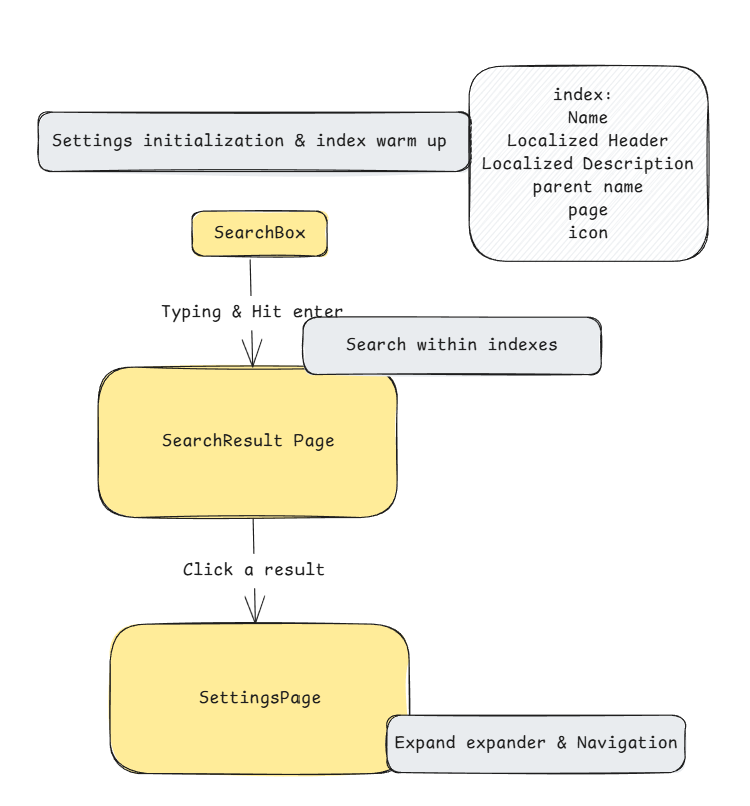 Settings initialization & index warm up
index:
Name
Localized Header
Localized Description
parent name
page
icon
SearchBox
Typing & Hit enter
Search within indexes
SearchResult Page
Click a result
SettingsPage
Expand expander & Navigation